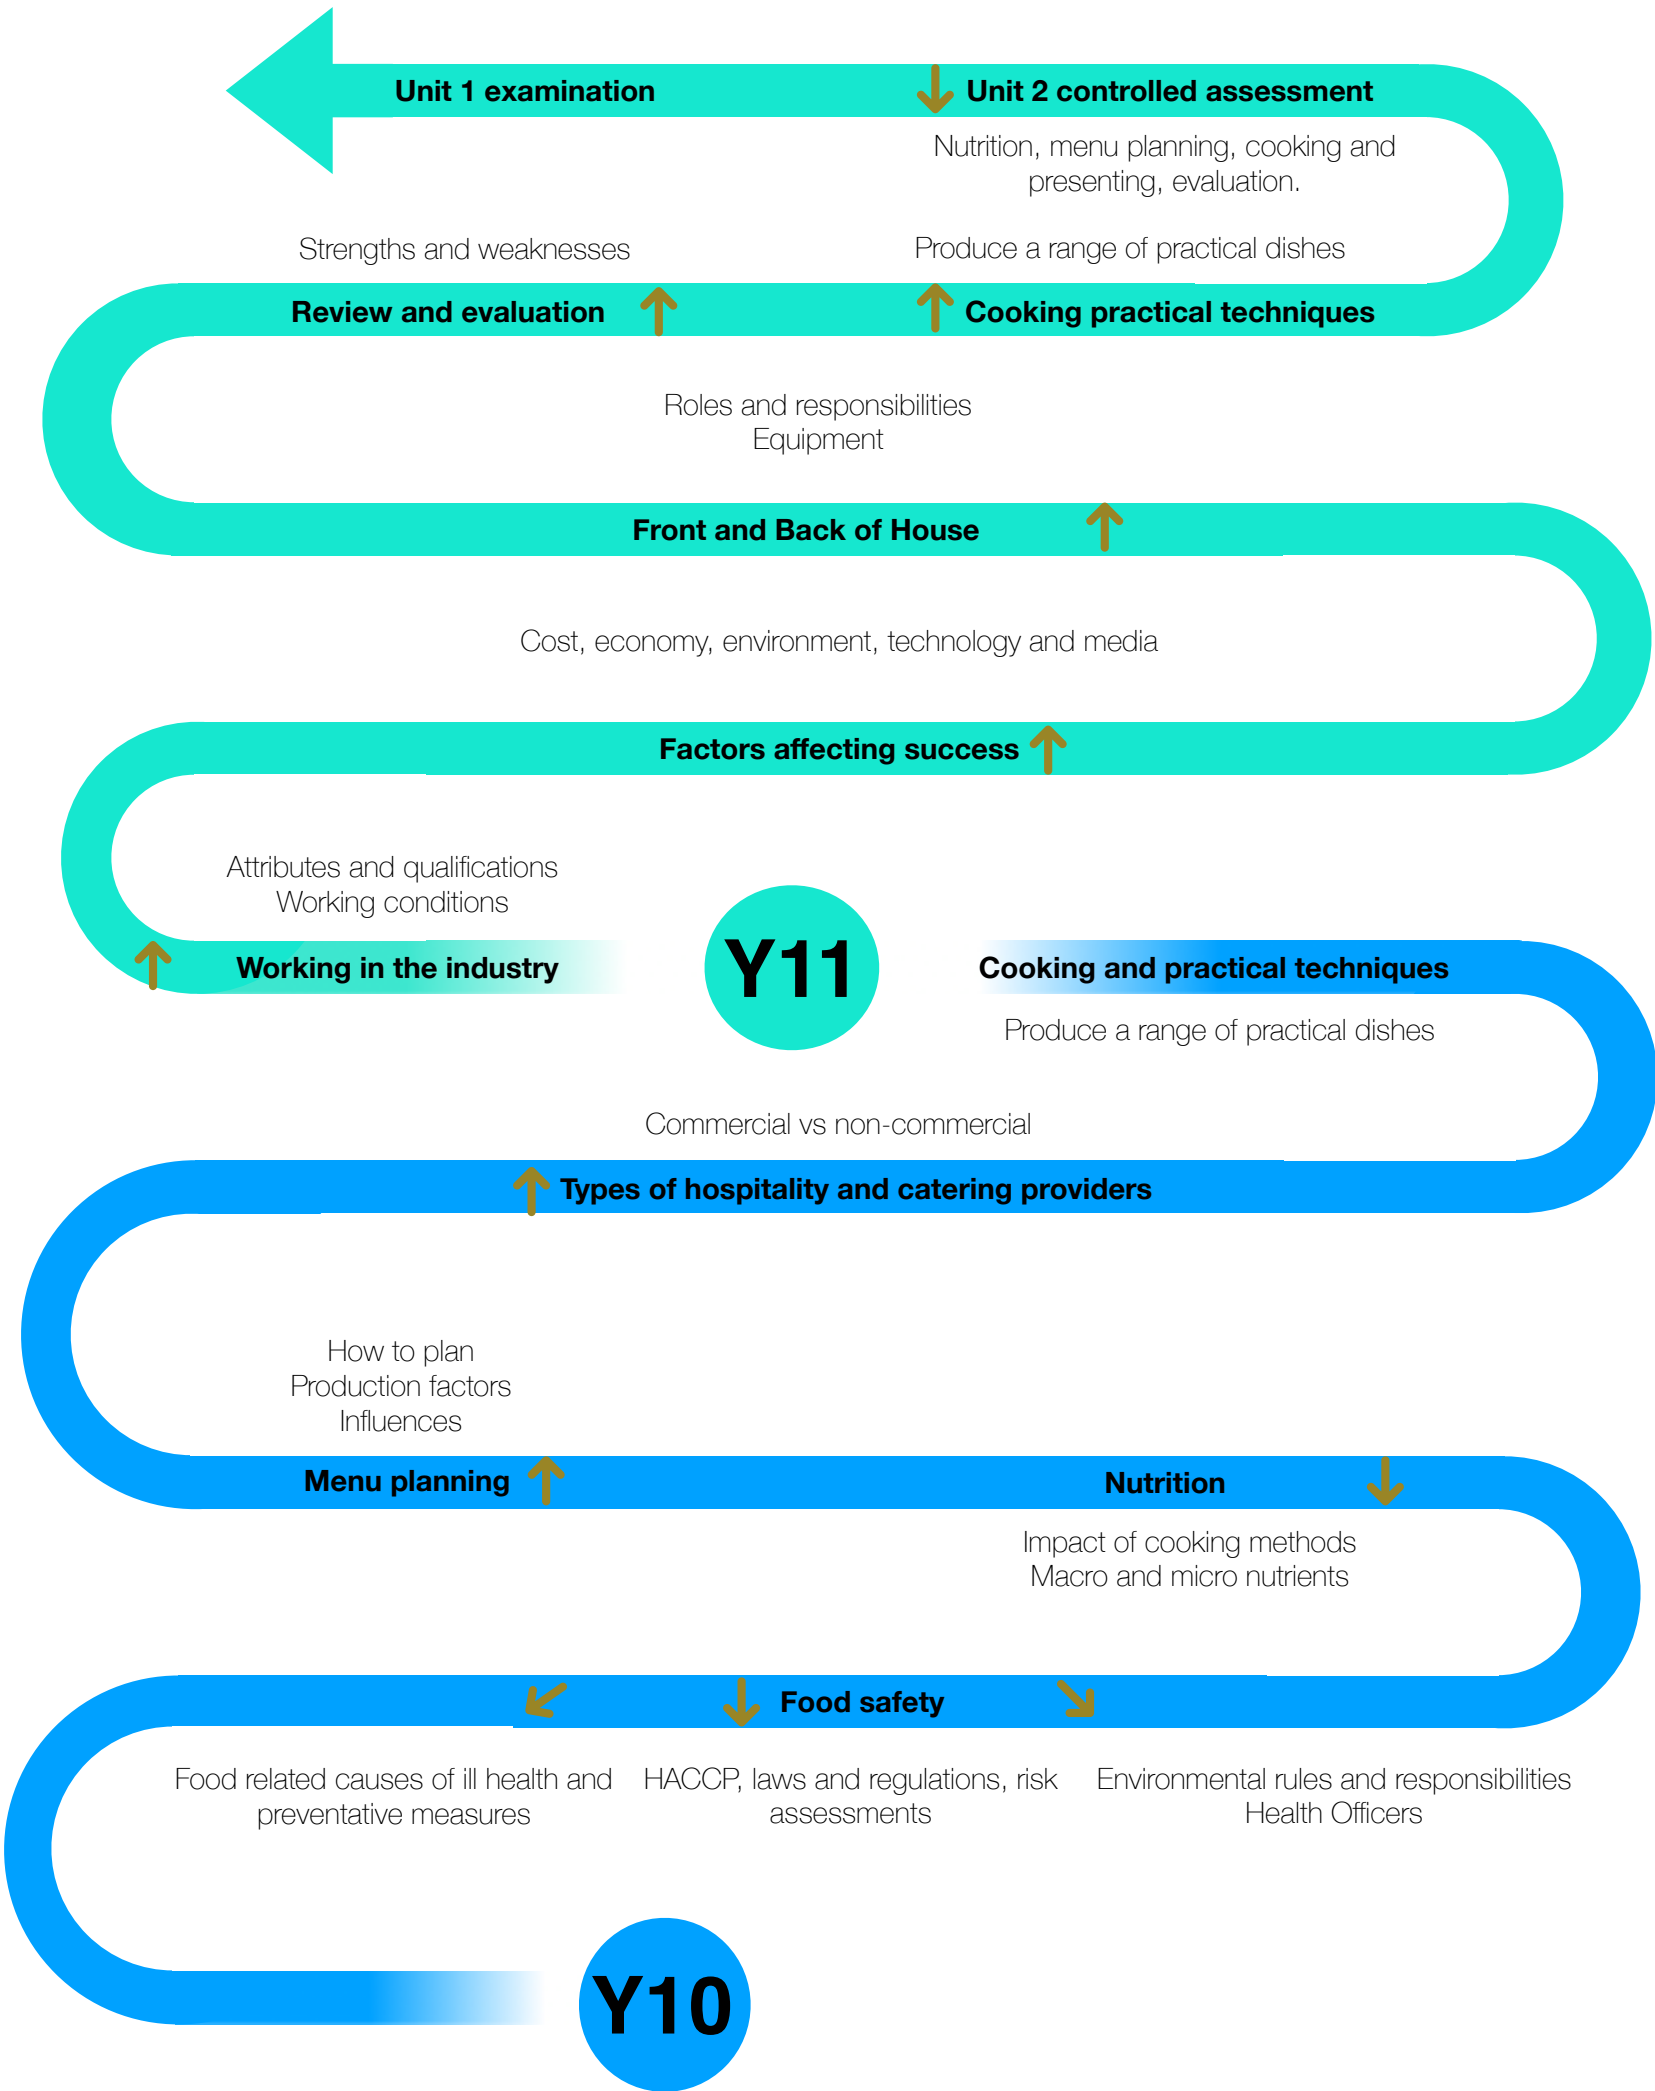 Unit 1 examination
Unit 2 controlled assessment
Nutrition, menu planning, cooking and
presenting, evaluation.
Strengths and weaknesses
Produce a range of practical dishes
Review and evaluation
Cooking practical techniques
Roles and responsibilities
Equipment
Front and Back of House
Cost, economy, environment, technology and media
Factors affecting success
Attributes and qualifications
Working conditions
Working in the industry
Y11
Cooking and practical techniques
Produce a range of practical dishes
Commercial vs non-commercial
Types of hospitality and catering providers
How to plan
Production factors
Influences
Menu planning
Nutrition
Impact of cooking methods
Macro and micro nutrients
Food safety
Food related causes of ill health and
preventative measures
HACCP, laws and regulations, risk
assessments
Environmental rules and responsibilities
Health Officers
Y10